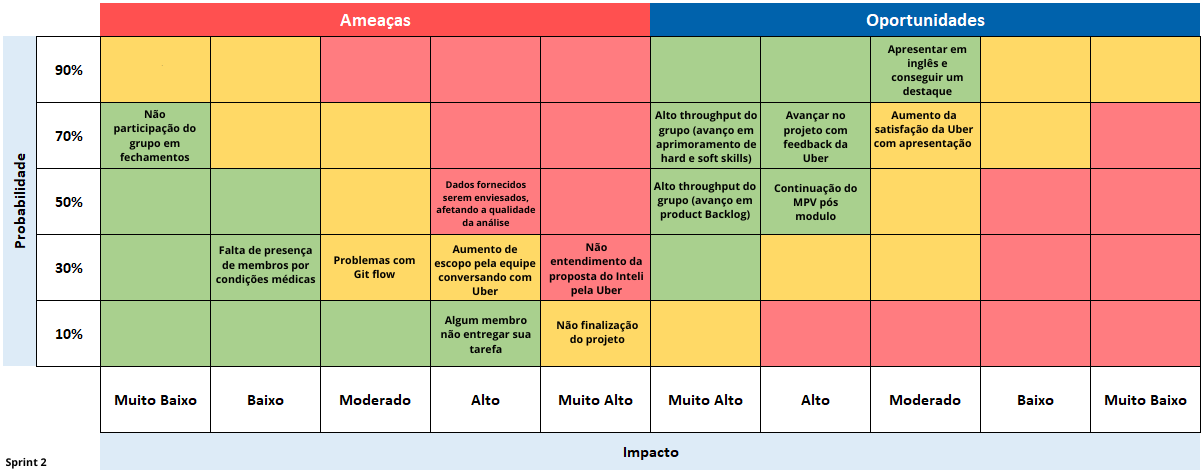 Ameaças
Oportunidades
Probabilidade
90%
Apresentar em
inglês e
conseguir um
destaque
70%
Não
participação do
grupo em
fechamentos
Alto throughput do
grupo (avanço em
aprimoramento de
hard e soft skills)
Avançar no
projeto com
feedback da
Uber
Aumento da
satisfação da Uber
com apresentação
50%
Dados fornecidos
serem enviesados,
afetando a qualidade
da análise
Alto throughput do
grupo (avanço em
product Backlog)
Continuação do
MPV pós
modulo
30%
Falta de presença
de membros por
condições médicas
Problemas com
Git flow
Aumento de
escopo pela equipe
conversando com
Uber
Não
entendimento da
proposta do Inteli
pela Uber
10%
Algum membro
não entregar sua
tarefa
Não finalização
do projeto
Muito Baixo
Baixo
Moderado
Alto
Muito Alto
Muito Alto
Alto
Moderado
Baixo
Muito Baixo
Impacto
Sprint 2